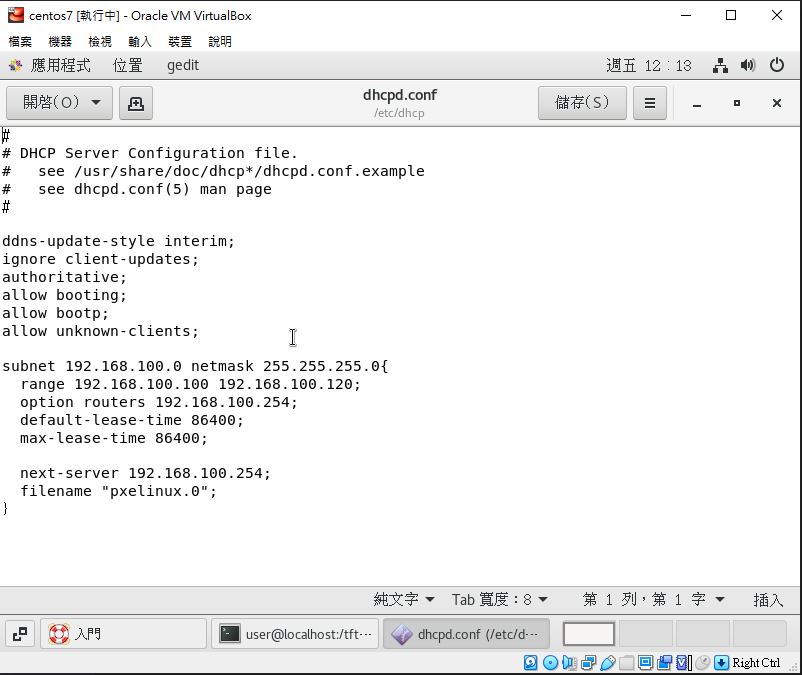 centos7 [執行中] - Oracle VM VirtualBox
檔案 機器 檢視 輸入 裝置 說明
應用程式 位置 gedit 週五 12：13
開啓(O) dhcpd.conf 儲存(S)
/etc/dhcp
#
# DHCP Server Configuration file.
#   see /usr/share/doc/dhcp*/dhcpd.conf.example
#   see dhcpd.conf(5) man page
#
ddns-update-style interim;
ignore client-updates;
authoritative;
allow booting;
allow bootp;
allow unknown-clients;
subnet 192.168.100.0 netmask 255.255.255.0{
  range 192.168.100.100 192.168.100.120;
  option routers 192.168.100.254;
  default-lease-time 86400;
  max-lease-time 86400;
  next-server 192.168.100.254;
  filename "pxelinux.0";
}
純文字 Tab 寬度：8 第 1 列，第 1 字 插入
入門 user@localhost:/tft··· dhcpd.conf (/etc/d-··
Right Ctrl